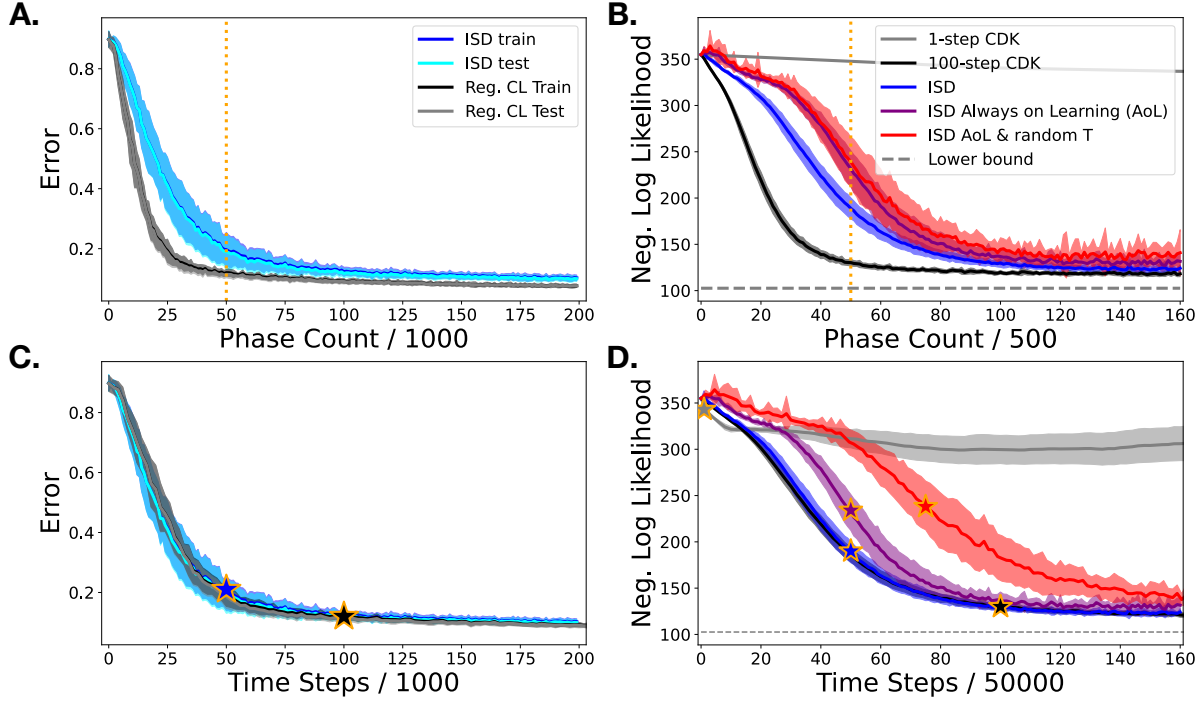 A.
Error
0.8
0.6
0.4
0.2
0 25 50 75 100 125 150 175 200
Phase Count / 1000
ISD train
ISD test
Reg. CL Train
Reg. CL Test
B.
Neg. Log Likelihood
350
300
250
200
150
100
0 20 40 60 80 100 120 140 160
Phase Count / 500
1-step CDK
100-step CDK
ISD
ISD Always on Learning (AoL)
ISD AoL & random T
Lower bound
C.
Error
0.8
0.6
0.4
0.2
0 25 50 75 100 125 150 175 200
Time Steps / 1000
D.
Neg. Log Likelihood
350
300
250
200
150
100
0 20 40 60 80 100 120 140 160
Time Steps / 50000